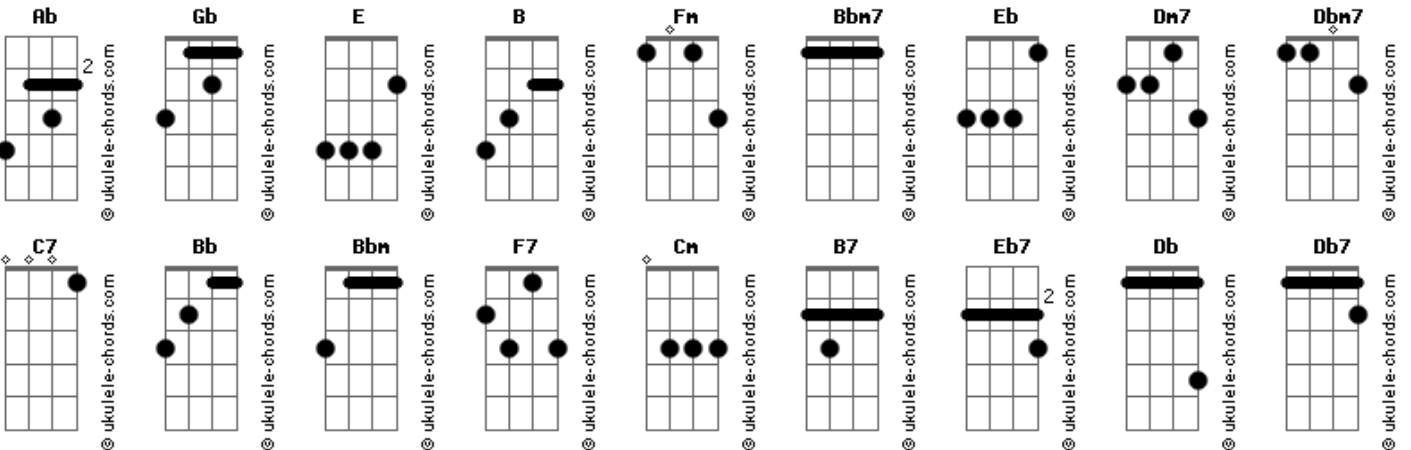 Ab Gb E B Fm Bbm7 Eb Dm7 Dbm7
2
© ukulele-chords.com © ukulele-chords.com © ukulele-chords.com © ukulele-chords.com © ukulele-chords.com © ukulele-chords.com © ukulele-chords.com © ukulele-chords.com © ukulele-chords.com
C7 Bb Bbm F7 Cm B7 Eb7 Db Db7
2
© ukulele-chords.com © ukulele-chords.com © ukulele-chords.com © ukulele-chords.com © ukulele-chords.com © ukulele-chords.com © ukulele-chords.com © ukulele-chords.com © ukulele-chords.com